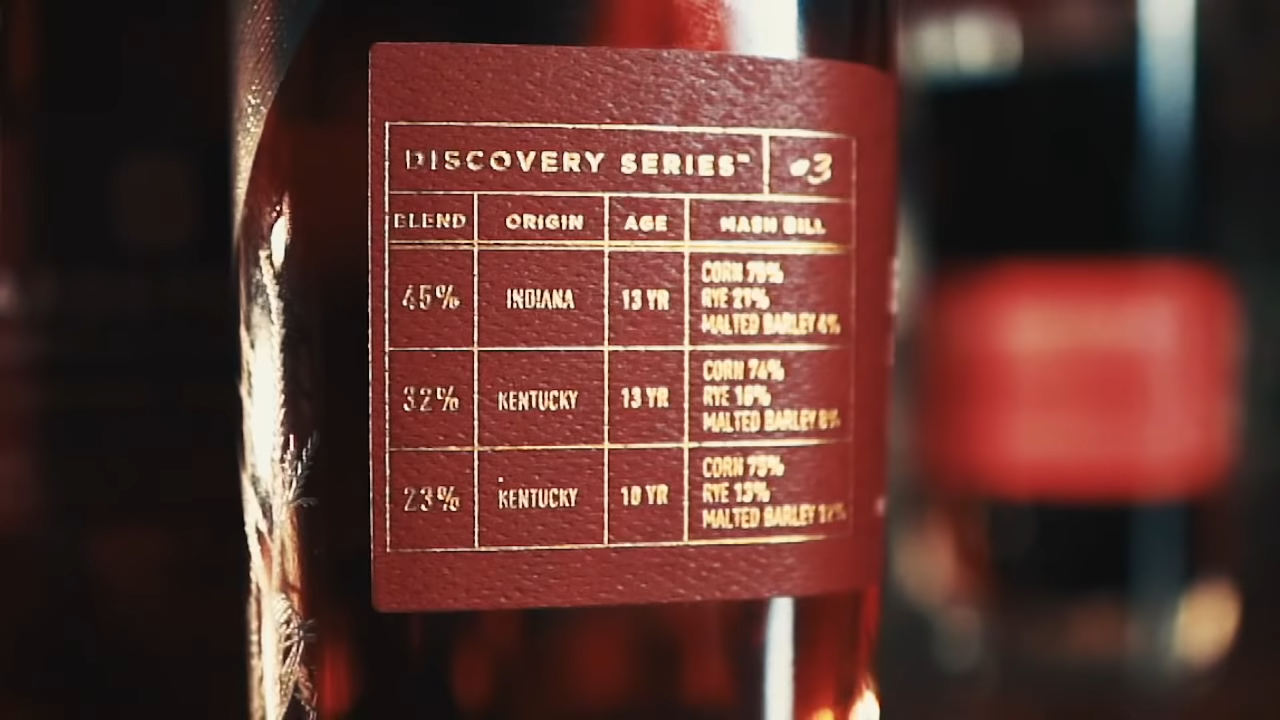 DISCOVERY SERIES™ #3
BLEND ORIGIN AGE MASH BILL
45% INDIANA 13 YR CORN 75%
RYE 21%
MALTED BARLEY 4%
32% KENTUCKY 13 YR CORN 74%
RYE 18%
MALTED BARLEY 8%
23% KENTUCKY 10 YR CORN 75%
RYE 13%
MALTED BARLEY 12%